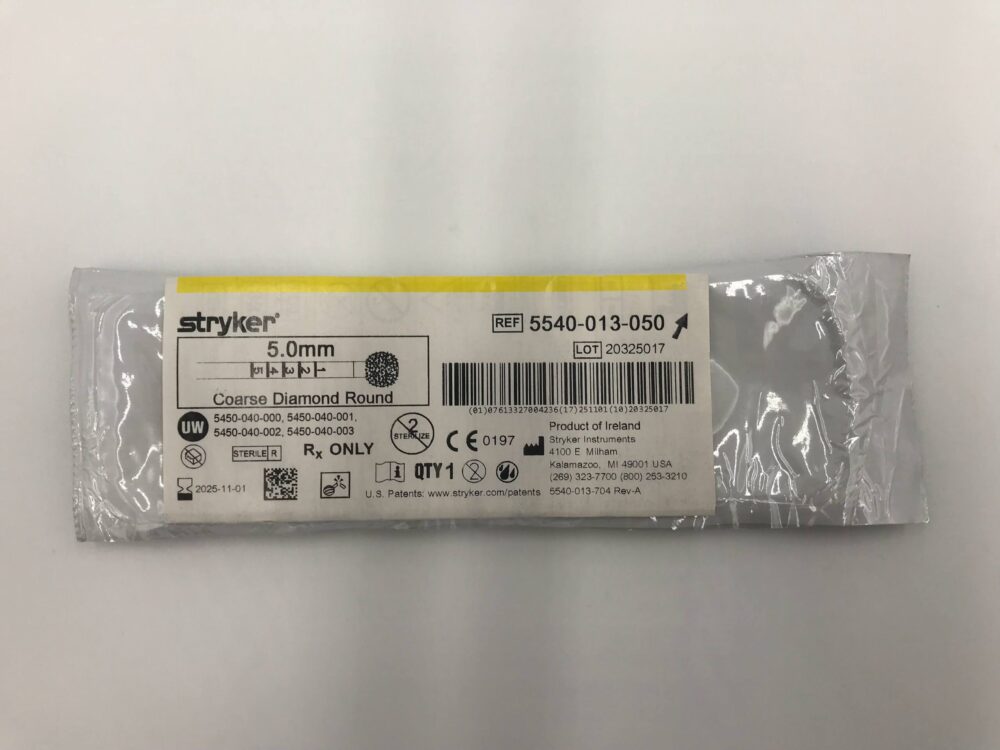 stryker®
REF 5540-013-050
LOT 20325017
5.0mm
5 4 3 2 1
Coarse Diamond Round
(01)07613327004236(17)251101(10)20325017
UW 5450-040-000, 5450-040-001,
5450-040-002, 5450-040-003
STERILE R
Rx ONLY
2
STERILIZE
CE 0197
Product of Ireland
Stryker Instruments
4100 E. Milham
Kalamazoo, MI 49001 USA
(269) 323-7700 (800) 253-3210
2025-11-01
i QTY 1 2
U.S. Patents: www.stryker.com/patents 5540-013-704 Rev-A